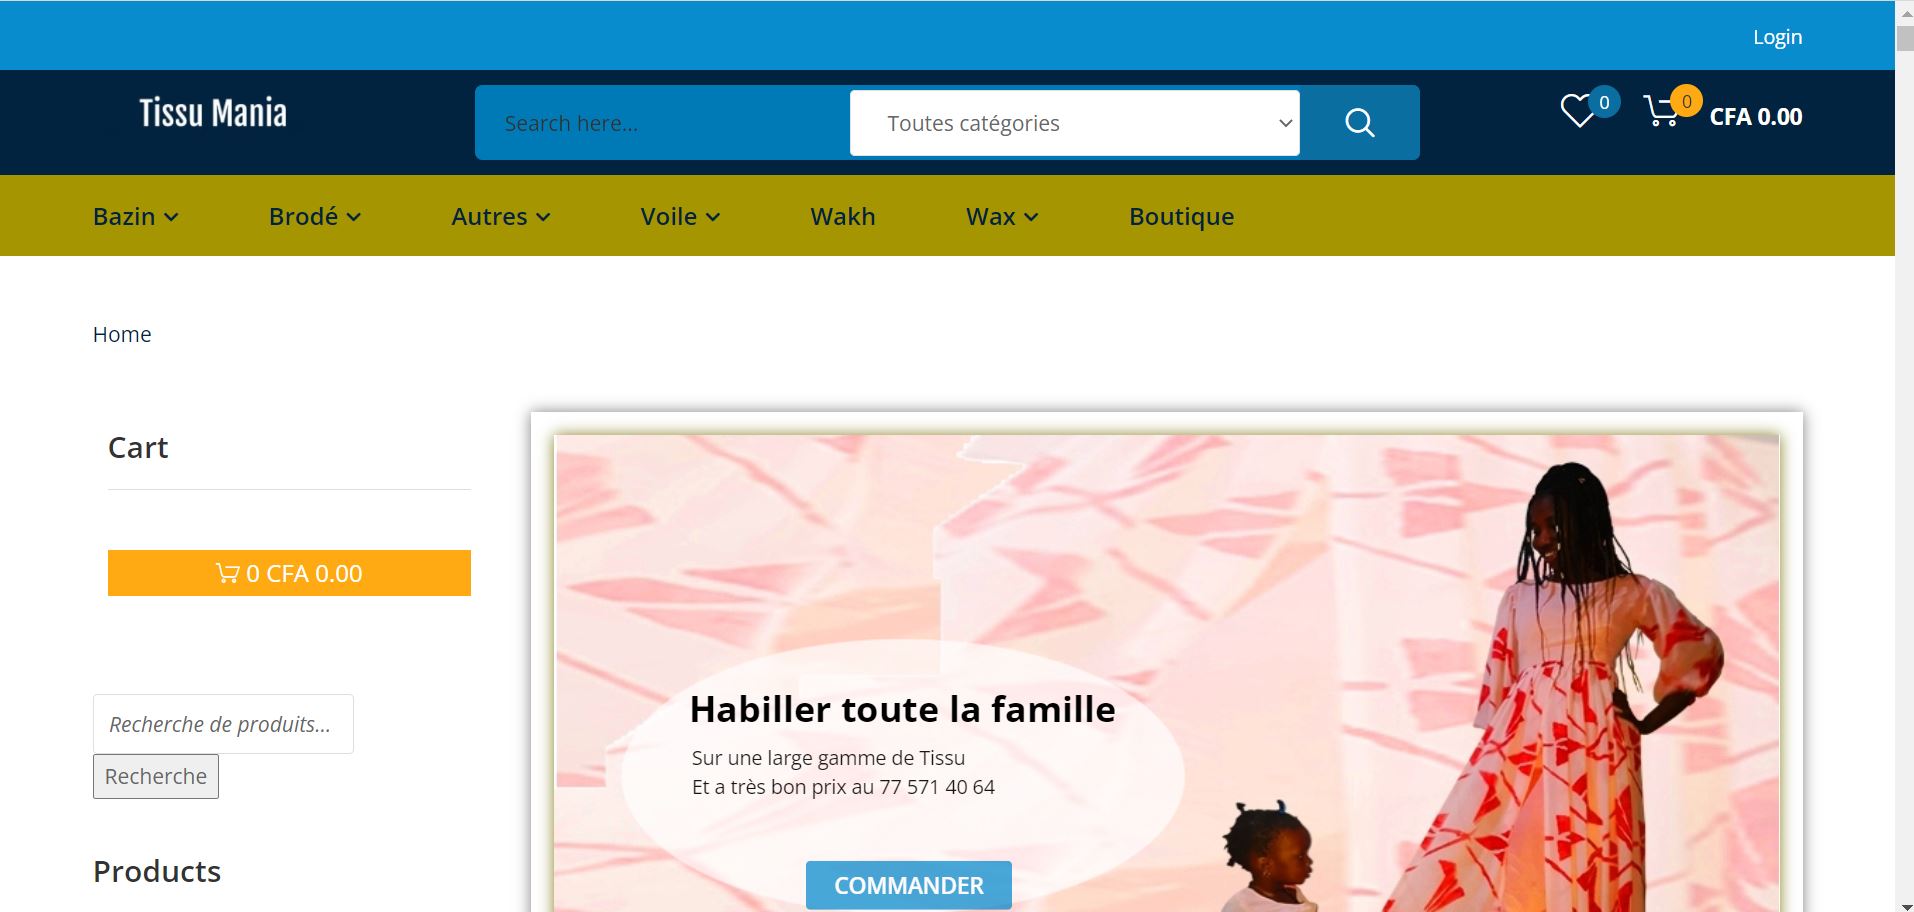 Login
Tissu Mania
Search here...
Toutes catégories
0
0
CFA 0.00
Bazin
Brodé
Autres
Voile
Wakh
Wax
Boutique
Home
Cart
0 CFA 0.00
Recherche de produits...
Recherche
Products
Habiller toute la famille
Sur une large gamme de Tissu
Et a très bon prix au 77 571 40 64
COMMANDER